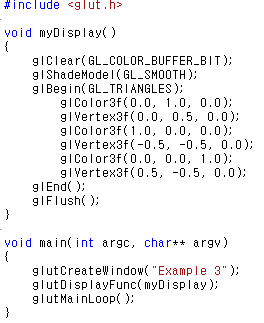 #include <glut.h>
void myDisplay()
{
    glClear(GL_COLOR_BUFFER_BIT);
    glShadeModel(GL_SMOOTH);
    glBegin(GL_TRIANGLES);
        glColor3f(0.0, 1.0, 0.0);
        glVertex3f(0.0, 0.5, 0.0);
        glColor3f(1.0, 0.0, 0.0);
        glVertex3f(-0.5, -0.5, 0.0);
        glColor3f(0.0, 0.0, 1.0);
        glVertex3f(0.5, -0.5, 0.0);
    glEnd();
    glFlush();
}
void main(int argc, char** argv)
{
    glutCreateWindow("Example 3");
    glutDisplayFunc(myDisplay);
    glutMainLoop();
}